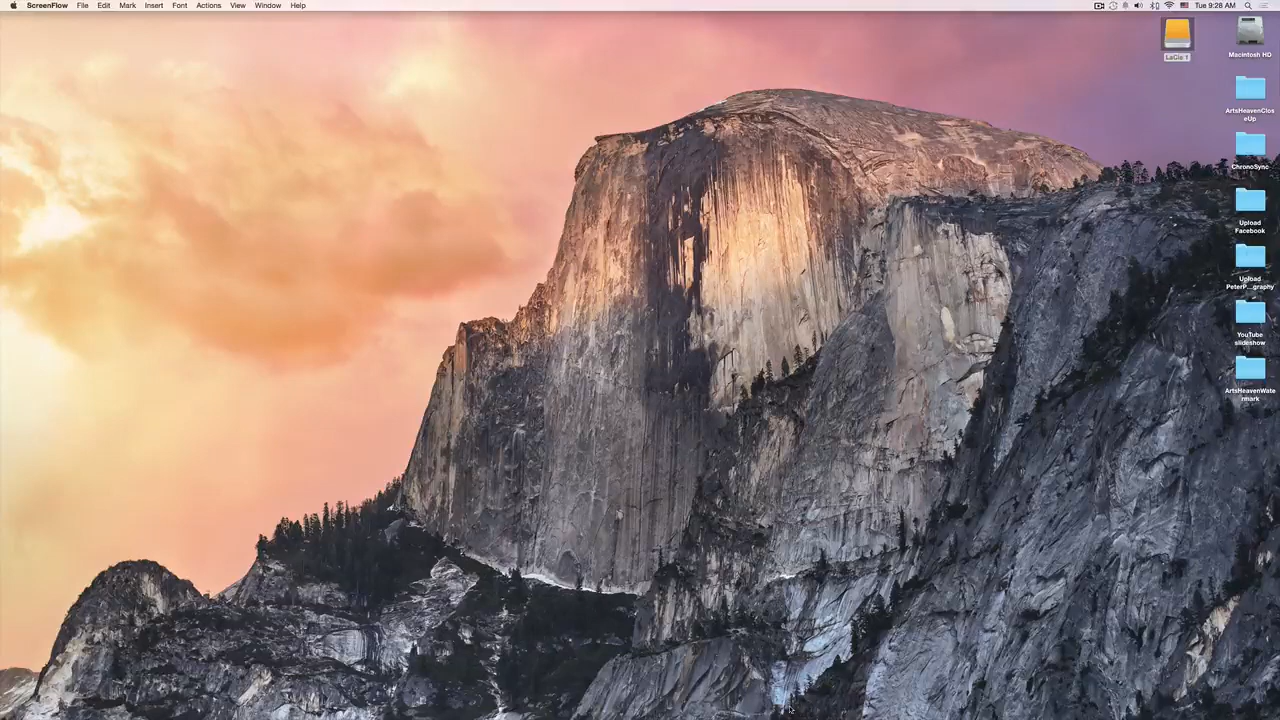 ScreenFlow File Edit Mark Insert Font Actions View Window Help Tue 9:28 AM
LaCie 1
Macintosh HD
ArtsHeavenClos
eUp
ChronoSync
Upload
Facebook
Upload
PeterP...graphy
YouTube
slideshow
ArtsHeavenWate
rmark